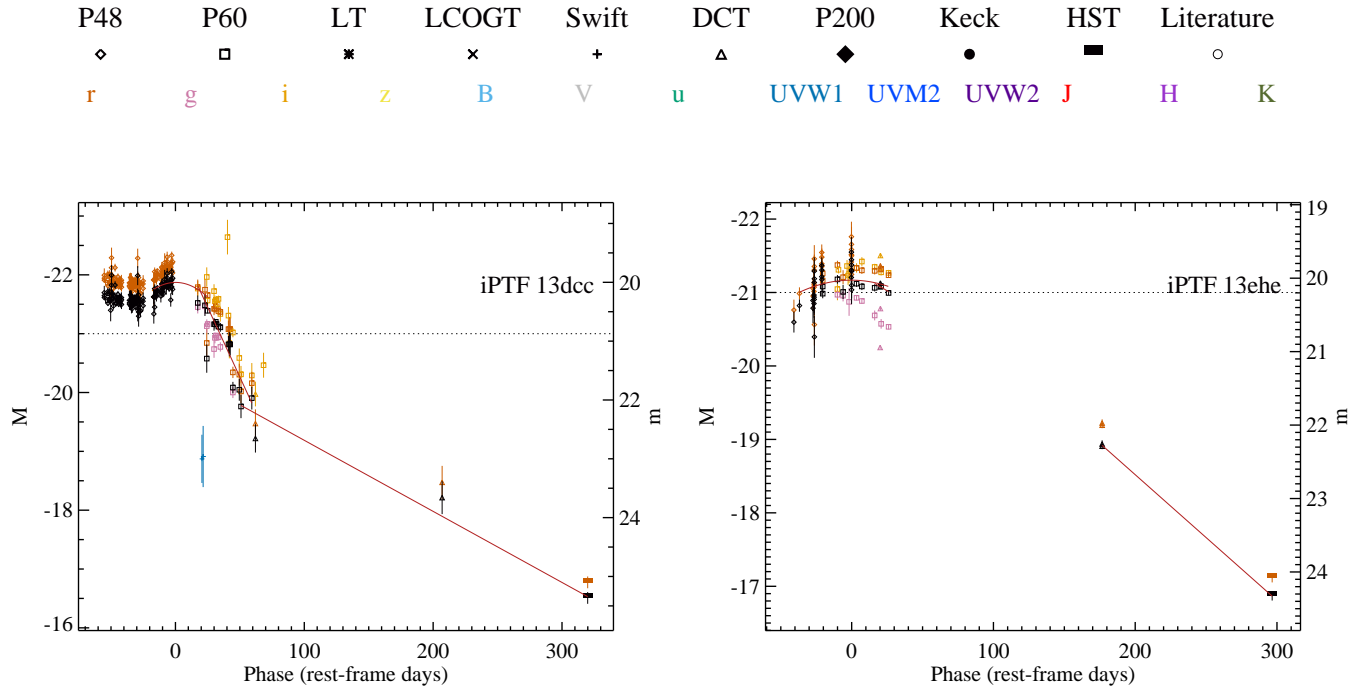 P48 P60 LT LCOGT Swift DCT P200 Keck HST Literature
r g i z B V u UVW1 UVM2 UVW2 J H K
iPTF 13dcc
M
-22
-20
-18
-16
0 100 200 300
Phase (rest-frame days)
20
22
24
m
iPTF 13ehe
M
-22
-21
-20
-19
-18
-17
0 100 200 300
Phase (rest-frame days)
19
20
21
22
23
24
m